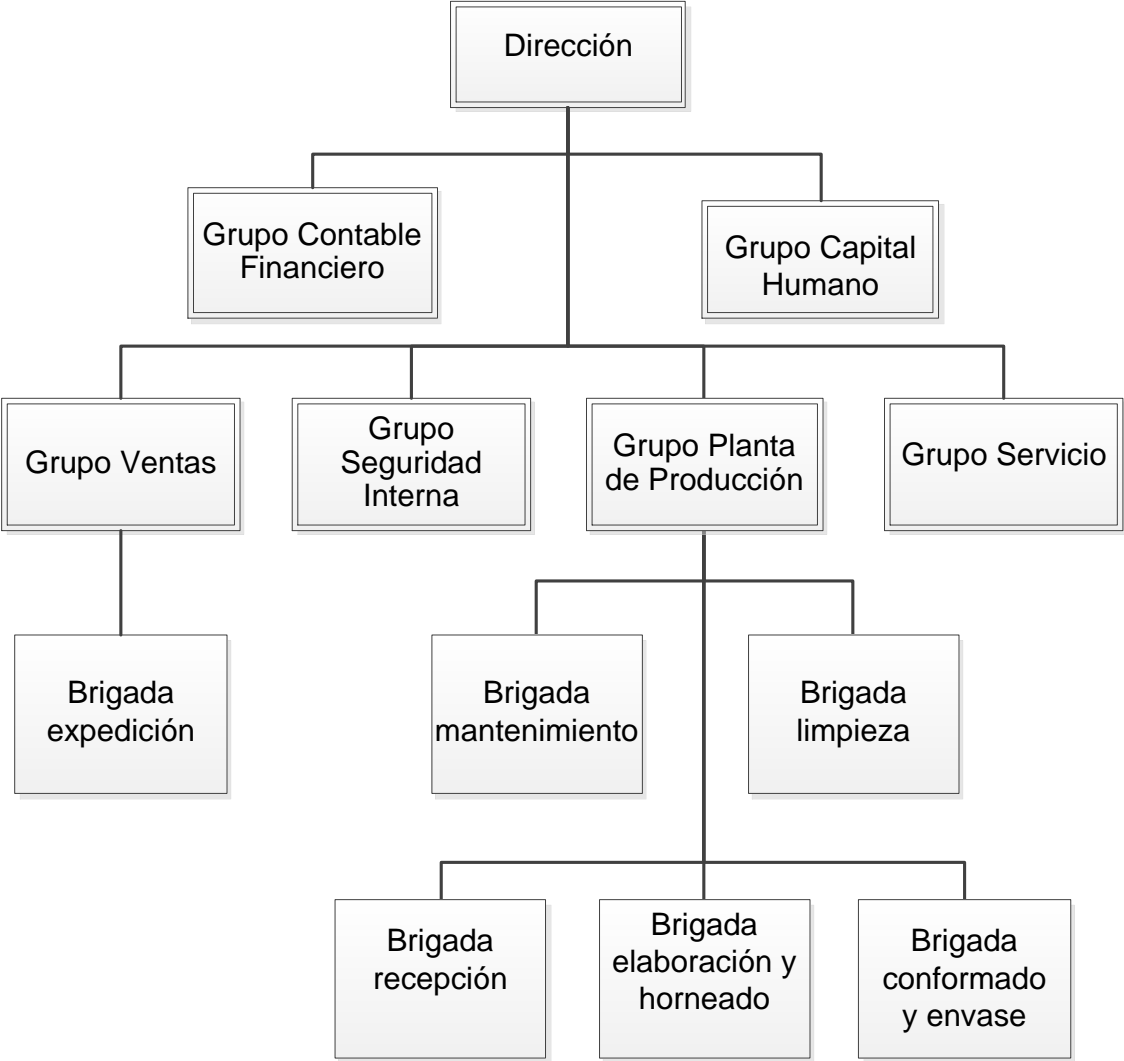 Dirección
Grupo Contable
Financiero
Grupo Capital
Humano
Grupo Ventas
Grupo
Seguridad
Interna
Grupo Planta
de Producción
Grupo Servicio
Brigada
expedición
Brigada
mantenimiento
Brigada
limpieza
Brigada
recepción
Brigada
elaboración y
horneado
Brigada
conformado
y envase